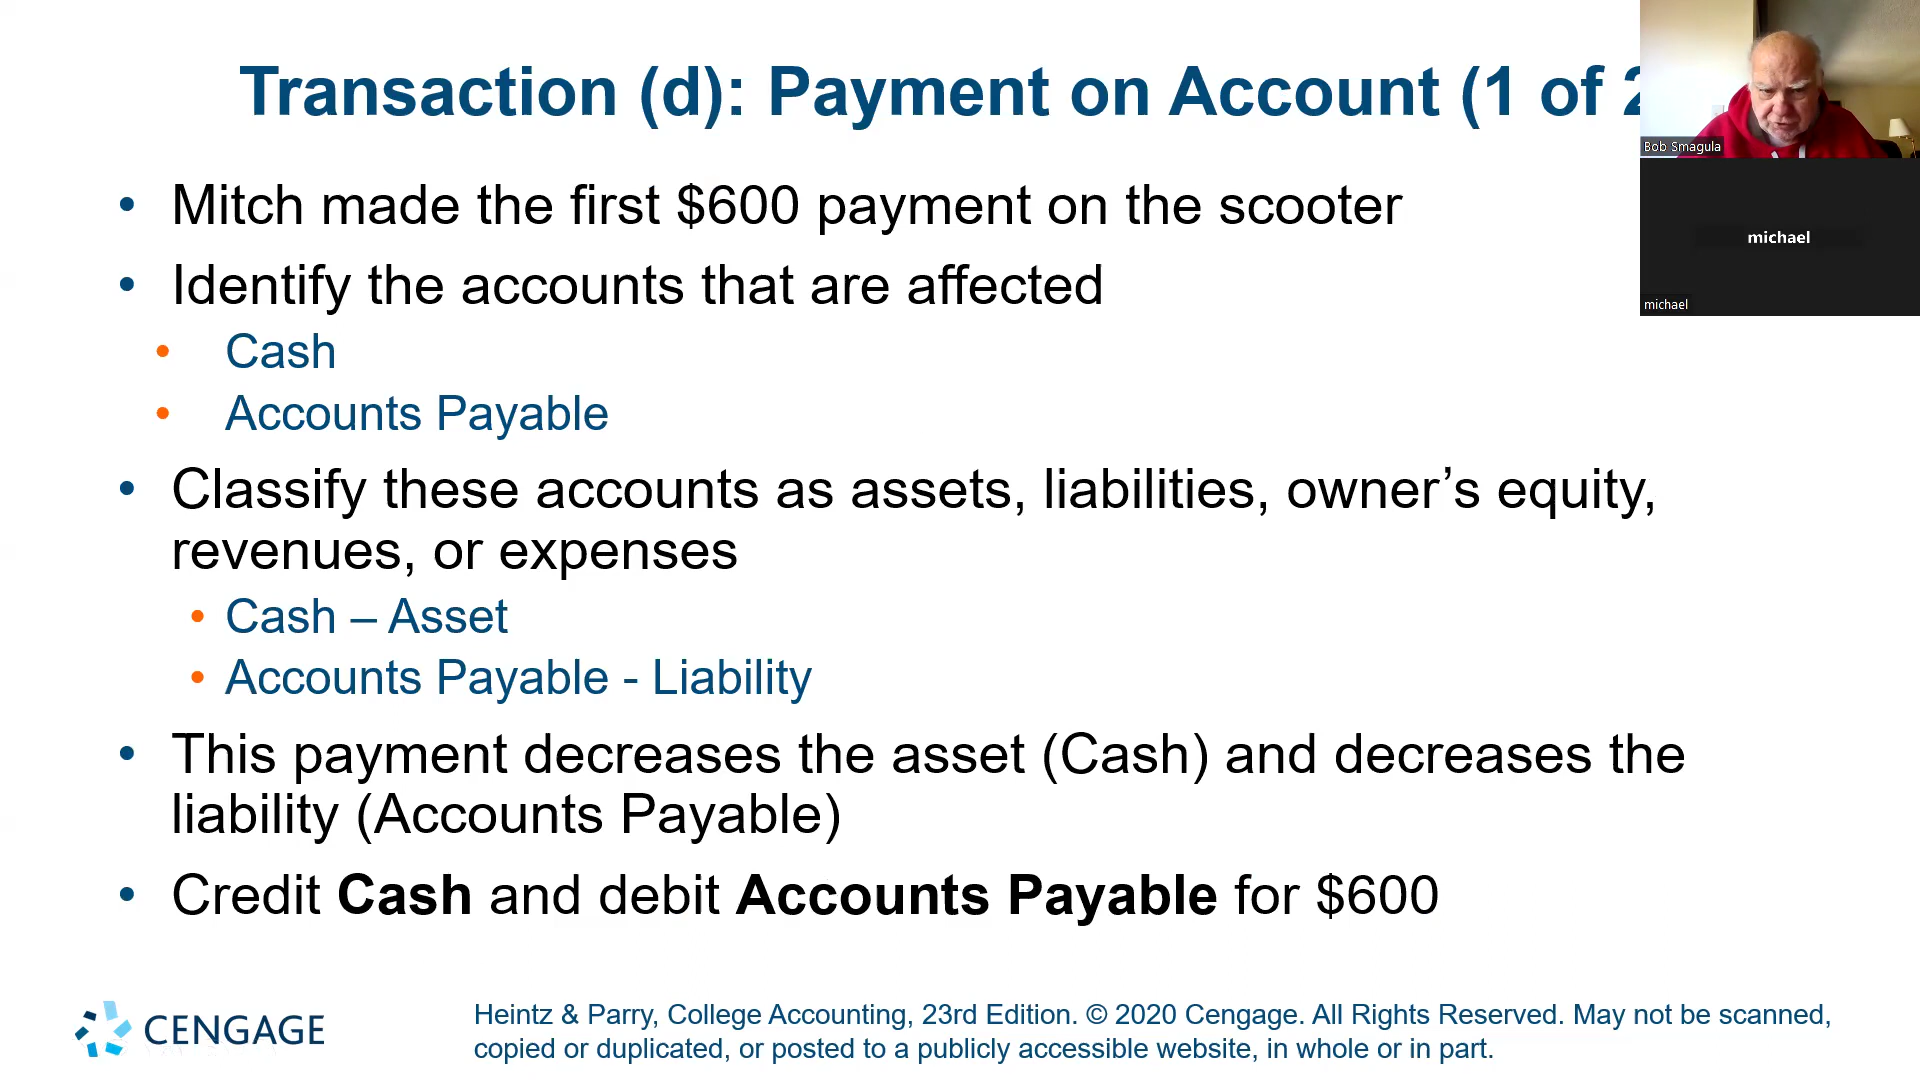 Transaction (d): Payment on Account (1 of 2
Bob Smagula
michael
michael
• Mitch made the first $600 payment on the scooter
• Identify the accounts that are affected
• Cash
• Accounts Payable
• Classify these accounts as assets, liabilities, owner’s equity,
revenues, or expenses
• Cash – Asset
• Accounts Payable - Liability
• This payment decreases the asset (Cash) and decreases the
liability (Accounts Payable)
• Credit Cash and debit Accounts Payable for $600
CENGAGE
Heintz & Parry, College Accounting, 23rd Edition. © 2020 Cengage. All Rights Reserved. May not be scanned,
copied or duplicated, or posted to a publicly accessible website, in whole or in part.